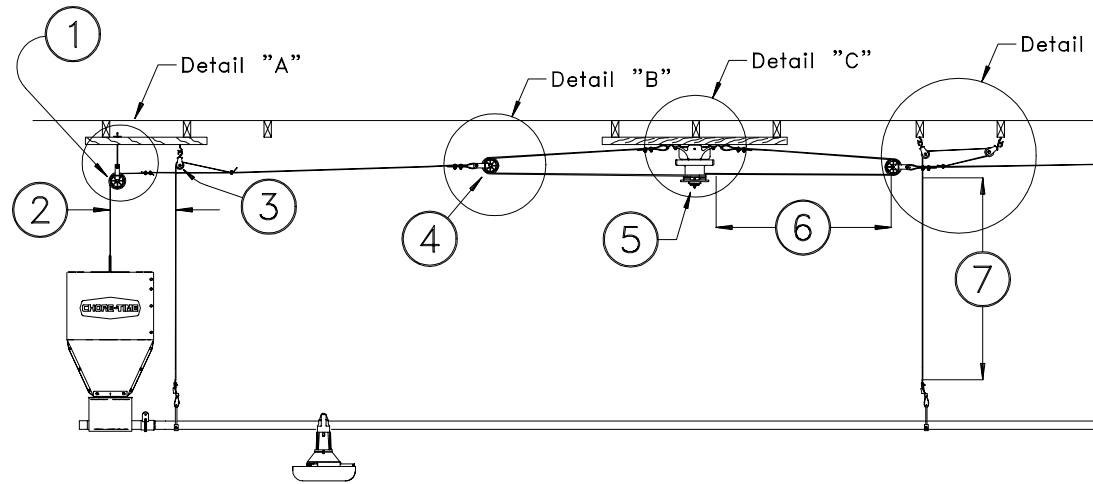 1
Detail "A"
Detail "B"
Detail "C"
Detail
2
3
4
5
6
7
CHORE-TIME